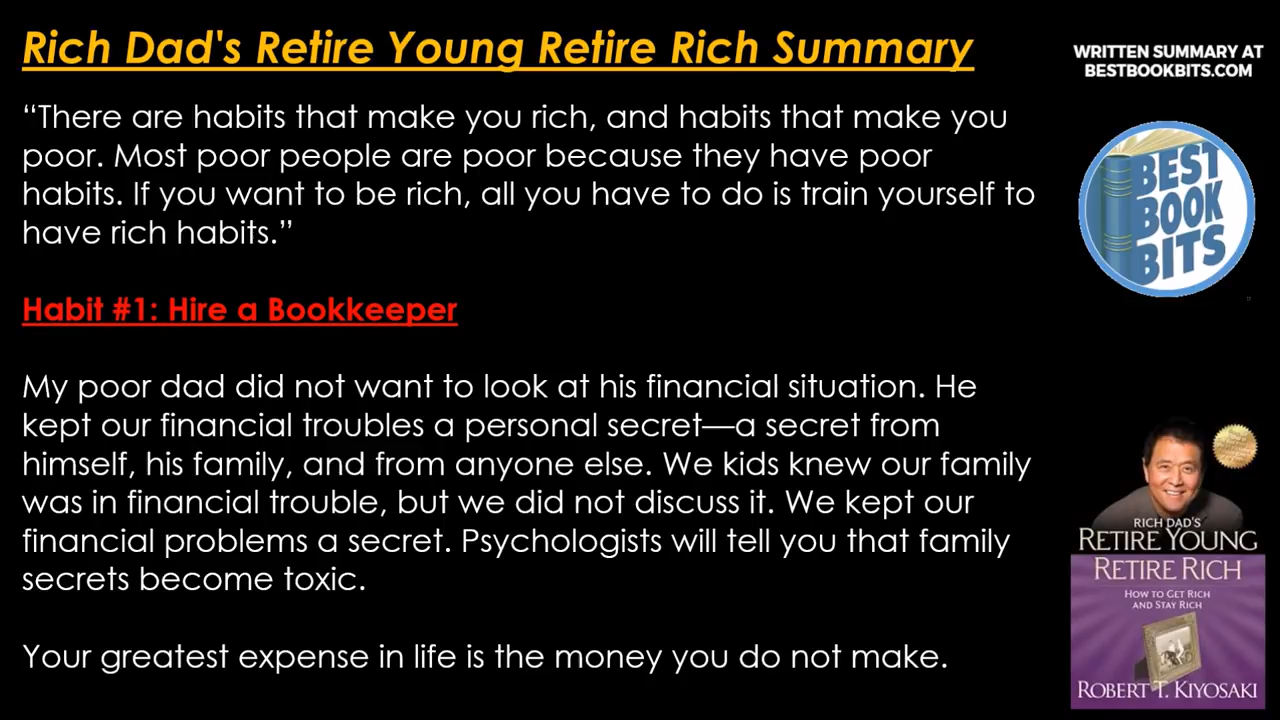 Rich Dad's Retire Young Retire Rich Summary
WRITTEN SUMMARY AT
BESTBOOKBITS.COM
“There are habits that make you rich, and habits that make you
poor. Most poor people are poor because they have poor
habits. If you want to be rich, all you have to do is train yourself to
have rich habits.”
BEST
BOOK
BITS
”
Habit #1: Hire a Bookkeeper
My poor dad did not want to look at his financial situation. He
kept our financial troubles a personal secret—a secret from
himself, his family, and from anyone else. We kids knew our family
was in financial trouble, but we did not discuss it. We kept our
financial problems a secret. Psychologists will tell you that family
secrets become toxic.
Your greatest expense in life is the money you do not make.
RICH DAD'S
RETIRE YOUNG
RETIRE RICH
HOW TO GET RICH
AND STAY RICH
ROBERT T. KIYOSAKI